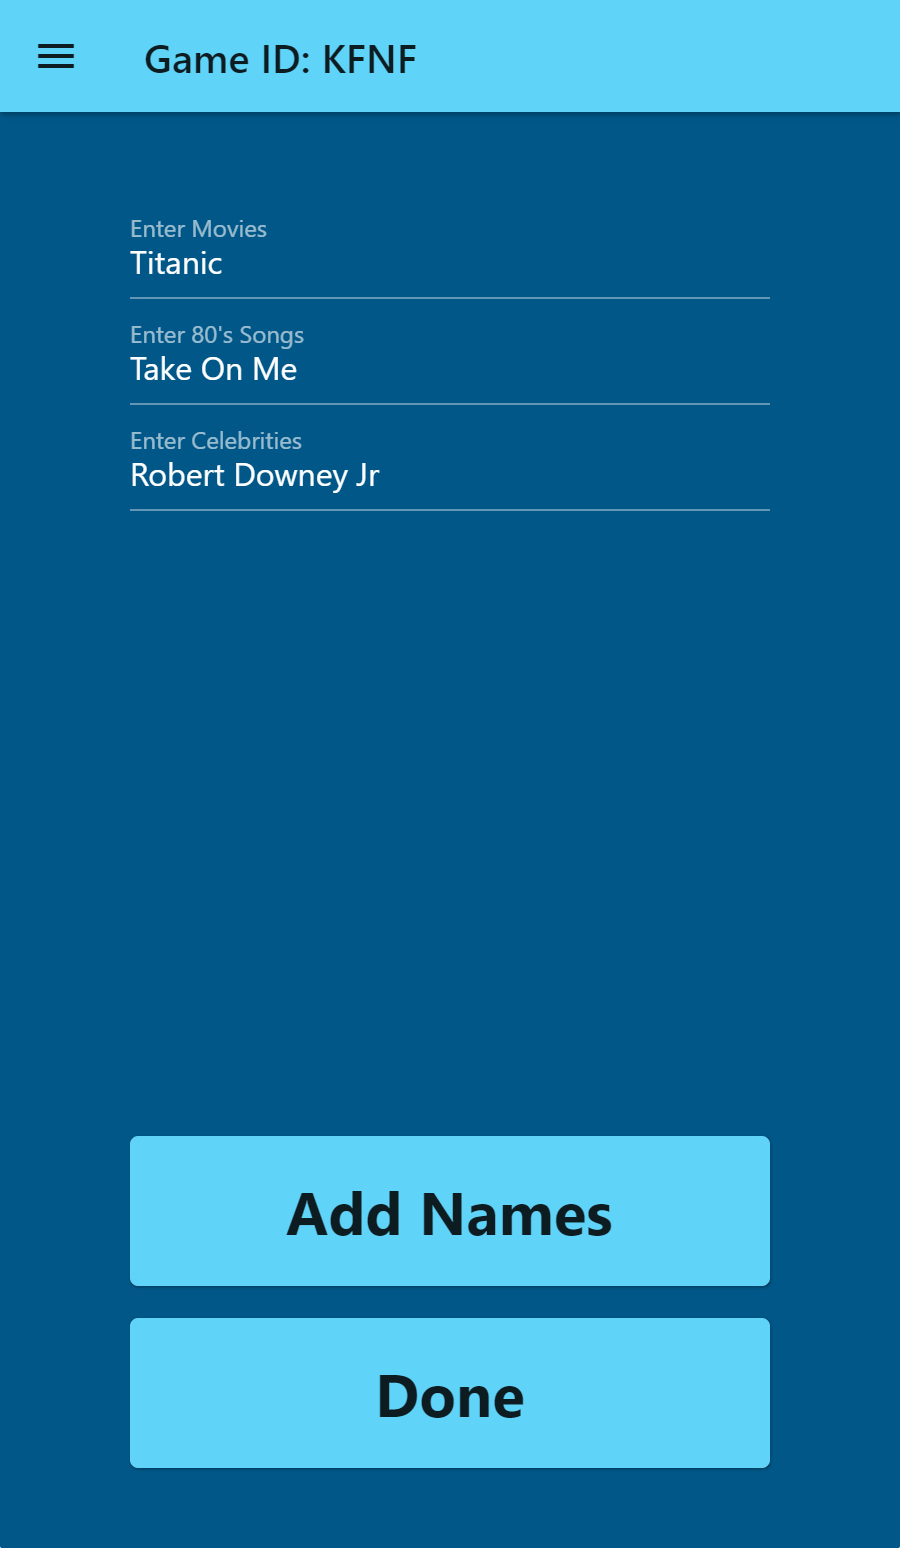 Game ID: KFNF
Enter Movies
Titanic
Enter 80's Songs
Take On Me
Enter Celebrities
Robert Downey Jr
Add Names
Done